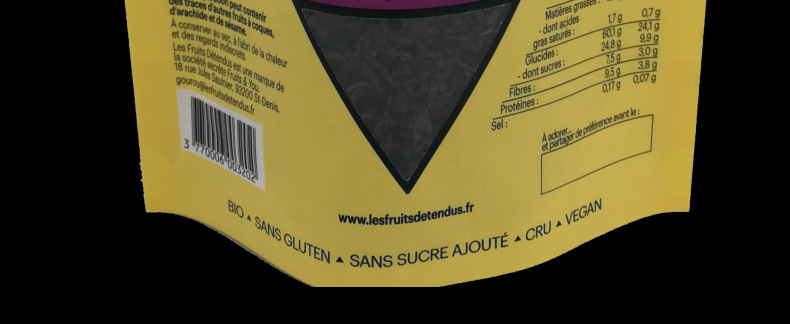 peut contenir
des traces d'autres fruits à coques,
d'arachide et de sésame.
À conserver au sec, à l'abri de la chaleur
et des regards indiscrets.
Les Fruits Détendus est une marque de
la société secrète Fruits & You.
18 rue Jules Saulnier, 93200 St-Denis.
gourou@lesfruitsdetendus.fr
3 770006 003202
Matières grasses :
- dont acides
gras saturés : 1,7 g 0,7 g
Glucides : 60,1 g 24,1 g
- dont sucres : 24,8 g 9,9 g
Fibres : 7,5 g 3,0 g
Protéines : 9,5 g 3,8 g
Sel : 0,17 g 0,07 g
À adorer...
et partager de préférence avant le :
www.lesfruitsdetendus.fr
BIO ▲ SANS GLUTEN ▲ SANS SUCRE AJOUTÉ ▲ CRU ▲ VEGAN